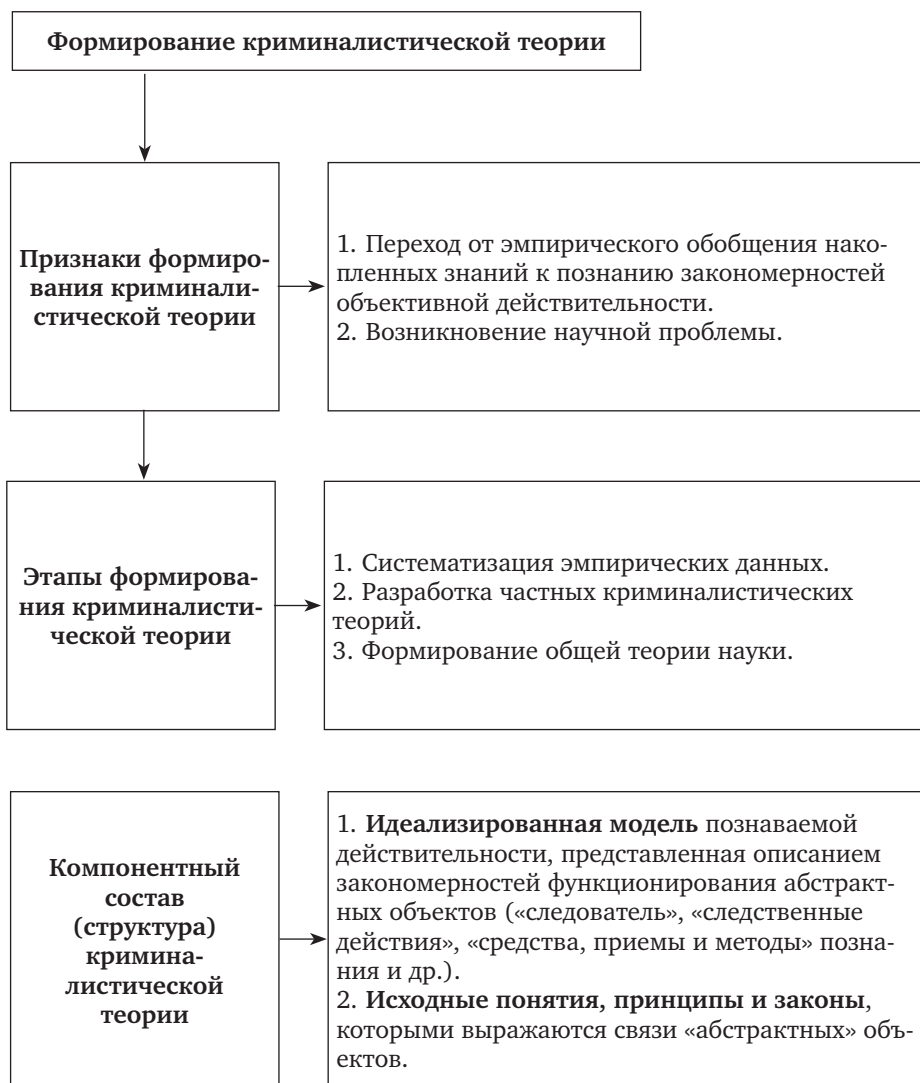 Формирование криминалистической теории
Признаки формиро-
вания криминали-
стической теории
1. Переход от эмпирического обобщения нако-
пленных знаний к познанию закономерностей
объективной действительности.
2. Возникновение научной проблемы.
Этапы формирова-
ния криминалисти-
ческой теории
1. Систематизация эмпирических данных.
2. Разработка частных криминалистических
теорий.
3. Формирование общей теории науки.
Компонентный
состав
(структура)
кримина-
листической
теории
1. Идеализированная модель познаваемой
действительности, представленная описанием
закономерностей функционирования абстракт-
ных объектов («следователь», «следственные
действия», «средства, приемы и методы» позна-
ния и др.).
2. Исходные понятия, принципы и законы,
которыми выражаются связи «абстрактных» объ-
ектов.